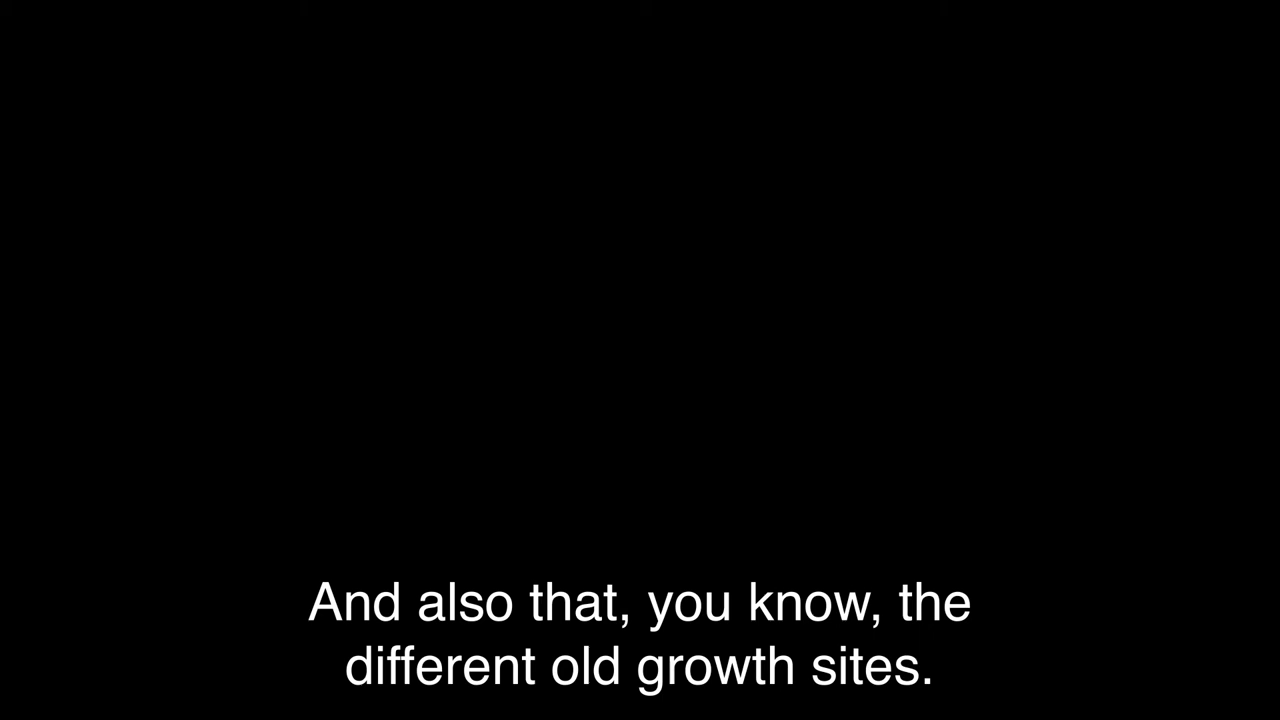 And also that, you know, the
different old growth sites.